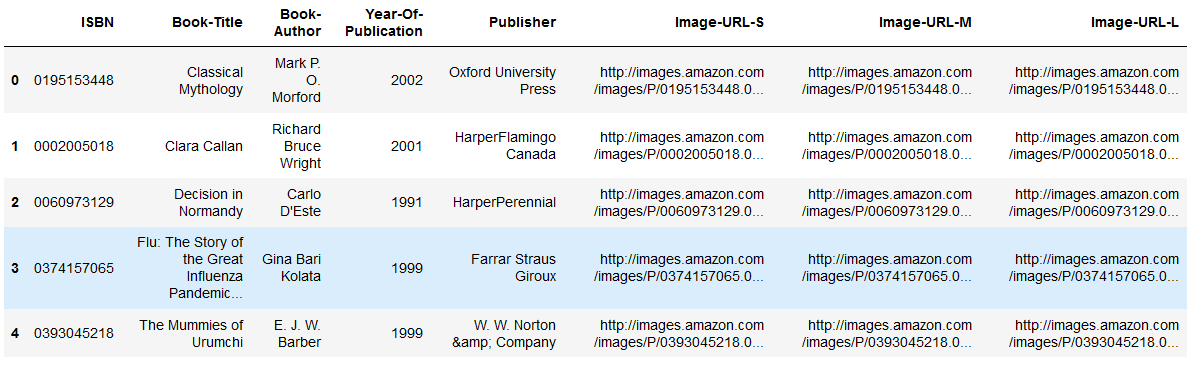 ISBN Book-Title Book-Author Year-Of-Publication Publisher Image-URL-S Image-URL-M Image-URL-L
0 0195153448 Classical Mythology Mark P. O. Morford 2002 Oxford University Press http://images.amazon.com/images/P/0195153448.0... http://images.amazon.com/images/P/0195153448.0... http://images.amazon.com/images/P/0195153448.0...
1 0002005018 Clara Callan Richard Bruce Wright 2001 HarperFlamingo Canada http://images.amazon.com/images/P/0002005018.0... http://images.amazon.com/images/P/0002005018.0... http://images.amazon.com/images/P/0002005018.0...
2 0060973129 Decision in Normandy Carlo D'Este 1991 HarperPerennial http://images.amazon.com/images/P/0060973129.0... http://images.amazon.com/images/P/0060973129.0... http://images.amazon.com/images/P/0060973129.0...
3 0374157065 Flu: The Story of the Great Influenza Pandemic... Gina Bari Kolata 1999 Farrar Straus Giroux http://images.amazon.com/images/P/0374157065.0... http://images.amazon.com/images/P/0374157065.0... http://images.amazon.com/images/P/0374157065.0...
4 0393045218 The Mummies of Urumchi E. J. W. Barber 1999 W. W. Norton &amp; Company http://images.amazon.com/images/P/0393045218.0... http://images.amazon.com/images/P/0393045218.0... http://images.amazon.com/images/P/0393045218.0...